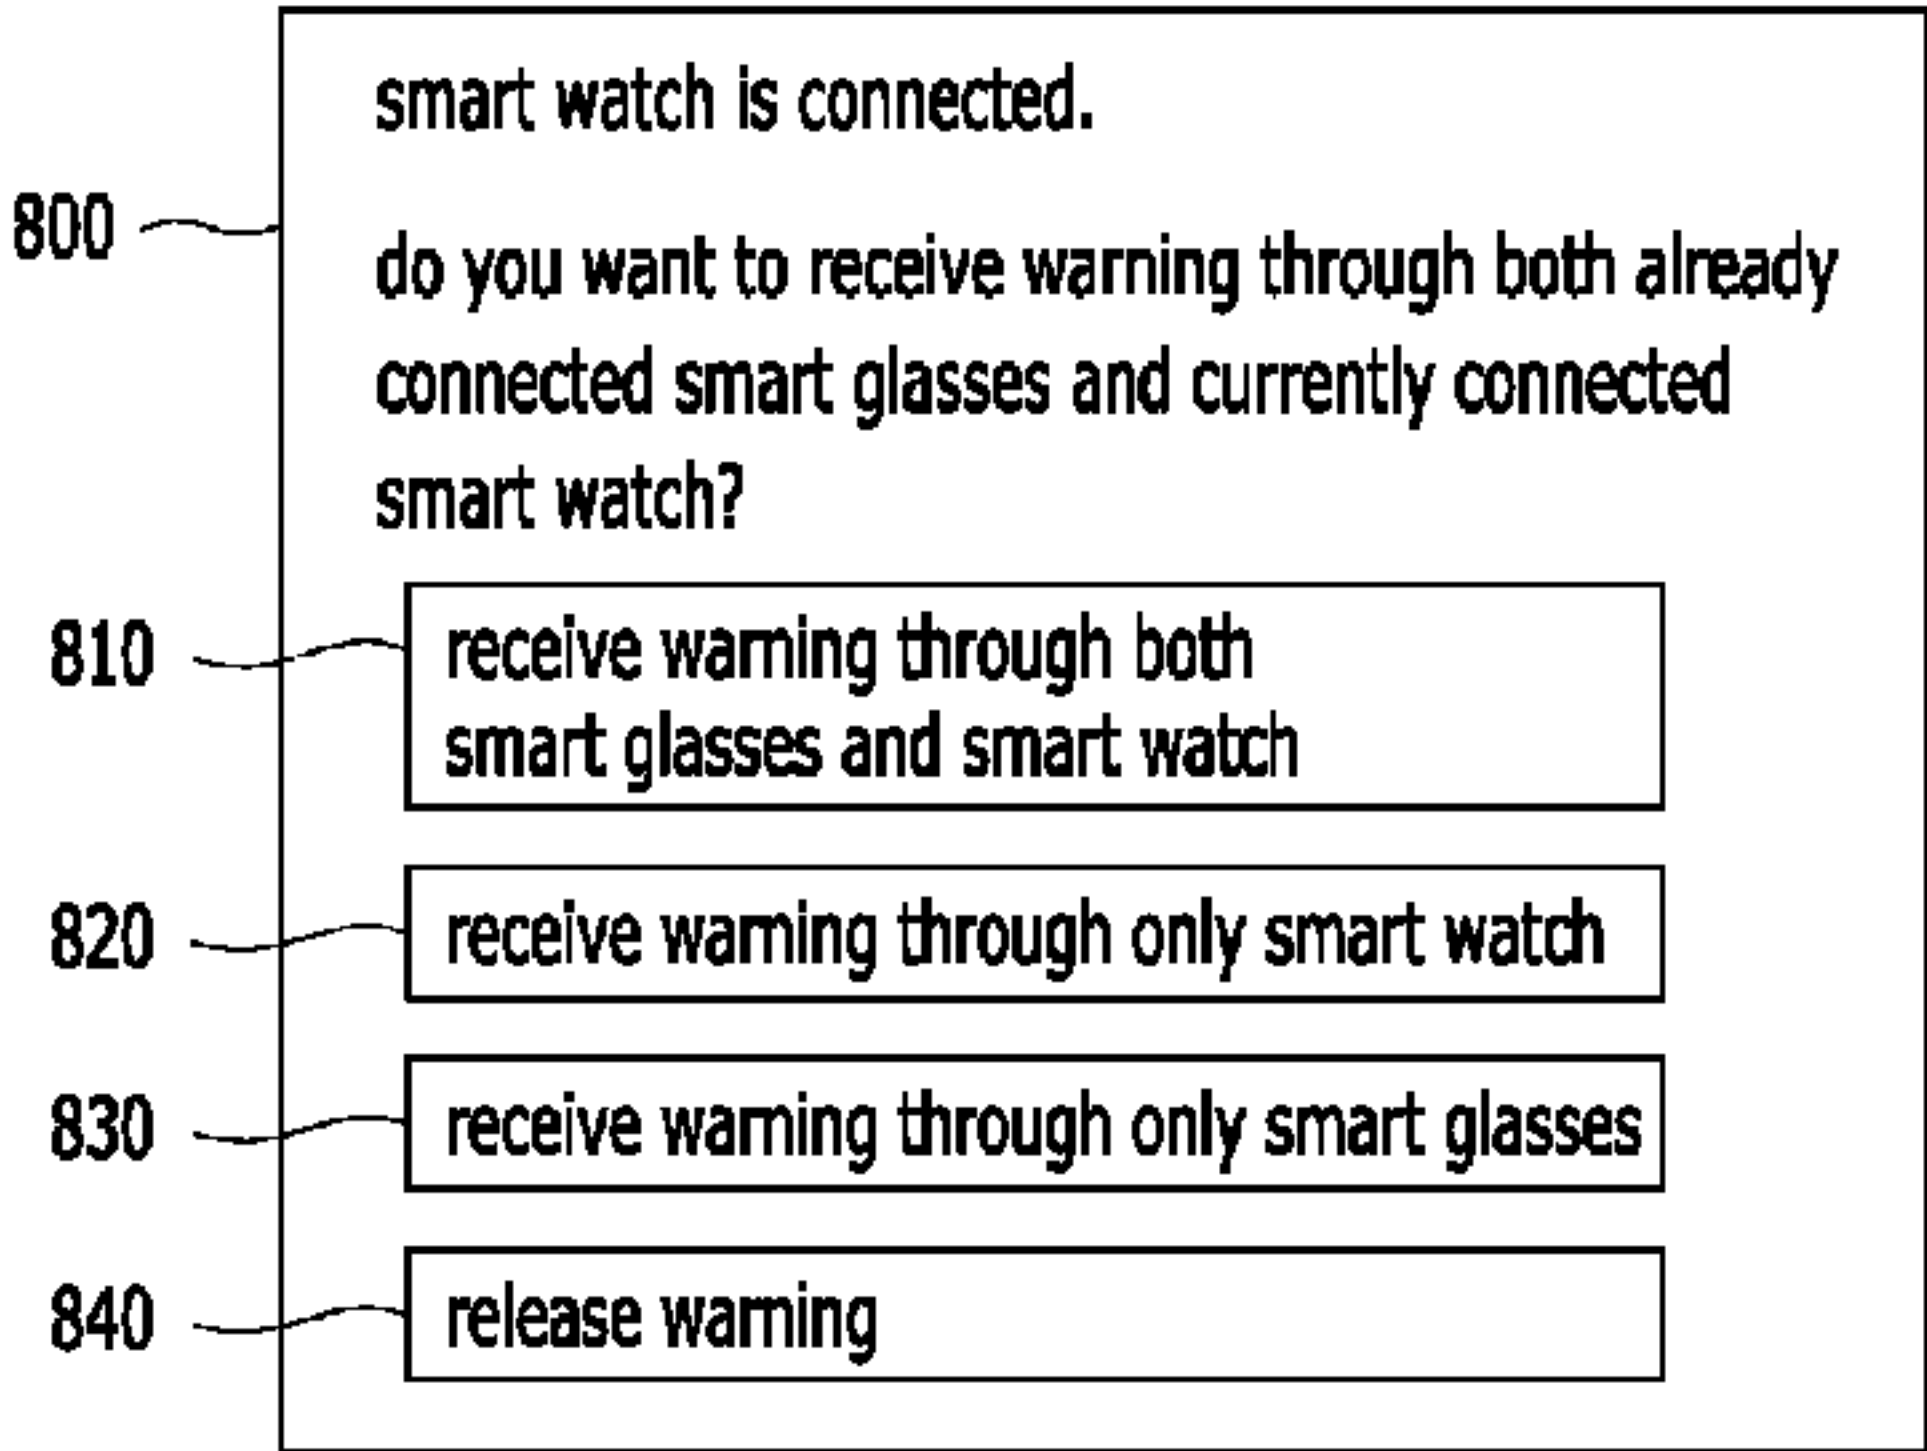 smart watch is connected.
800
do you want to receive warning through both already
connected smart glasses and currently connected
smart watch?
810
receive warning through both
smart glasses and smart watch
820
receive warning through only smart watch
830
receive warning through only smart glasses
840
release warning